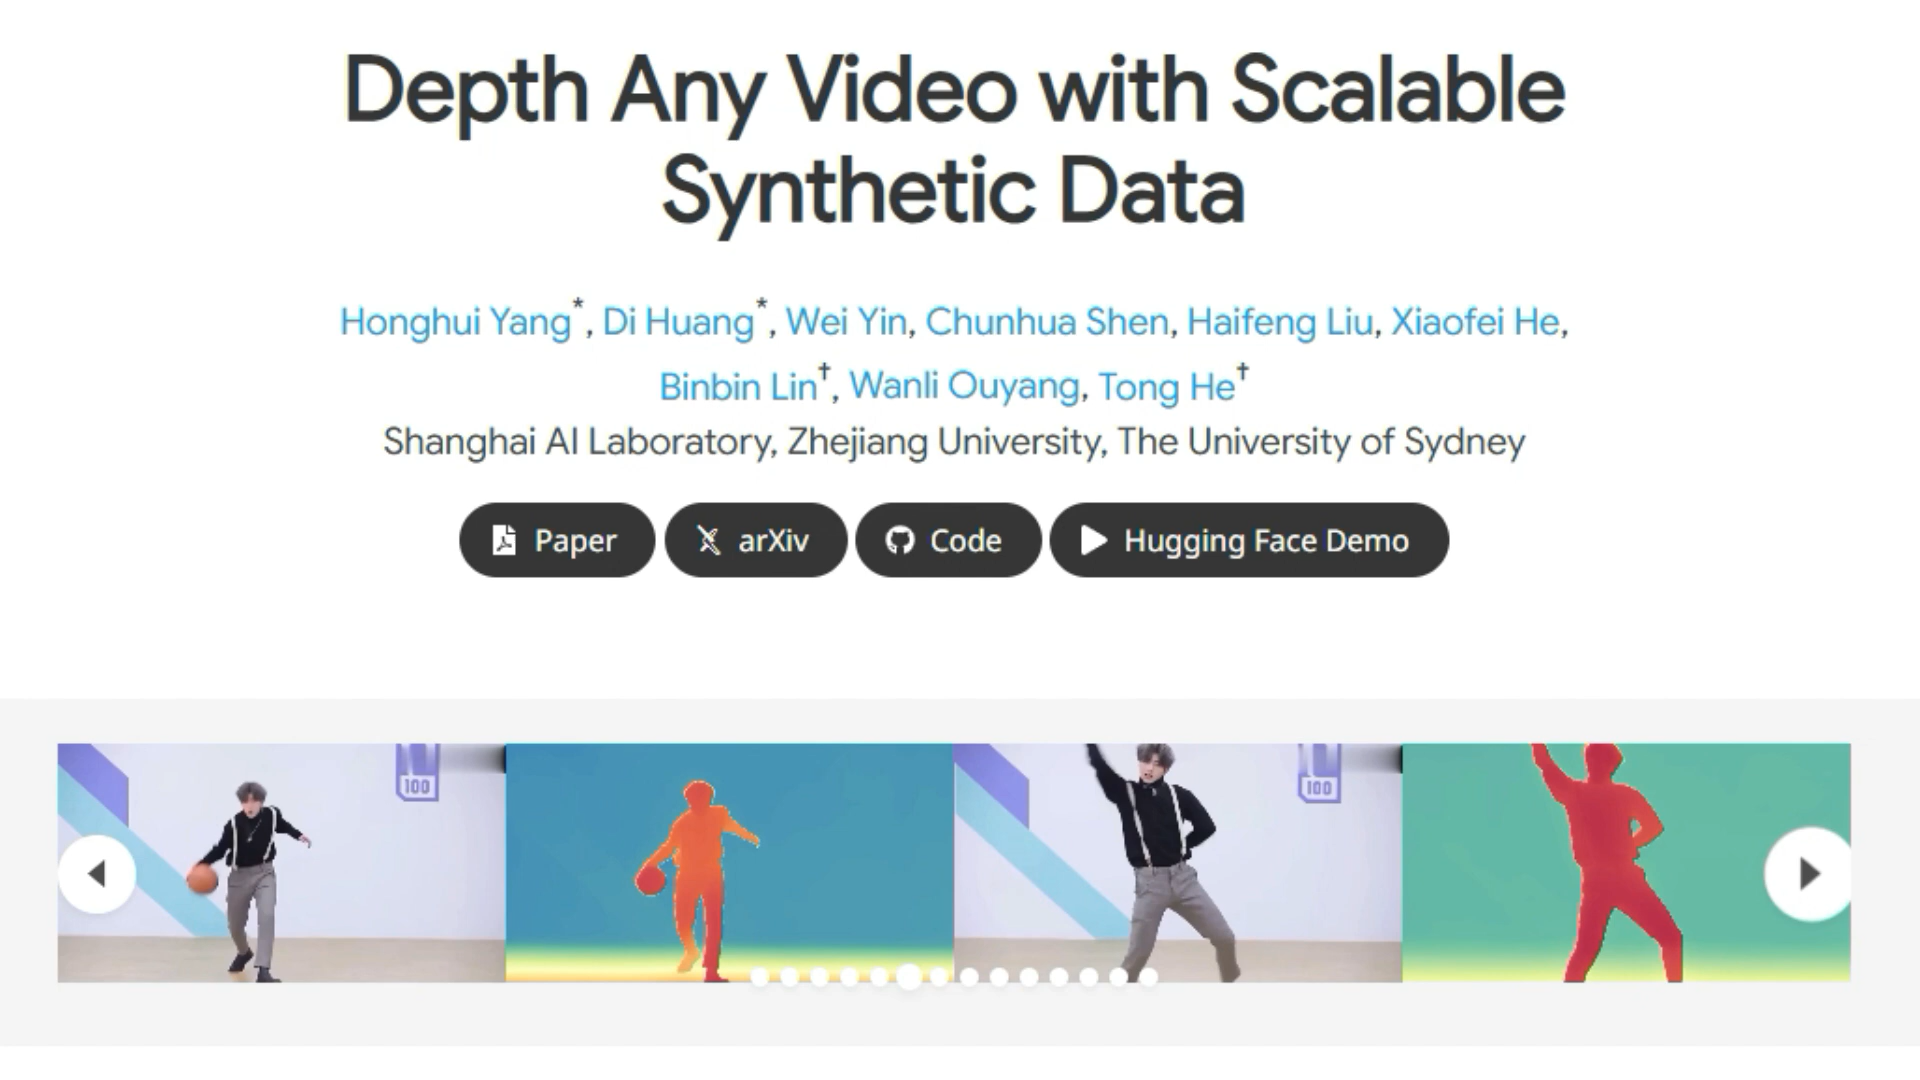 Depth Any Video with Scalable
Synthetic Data
Honghui Yang*, Di Huang*, Wei Yin, Chunhua Shen, Haifeng Liu, Xiaofei He,
Binbin Lin†, Wanli Ouyang, Tong He†
Shanghai AI Laboratory, Zhejiang University, The University of Sydney
Paper arXiv Code Hugging Face Demo
100 100